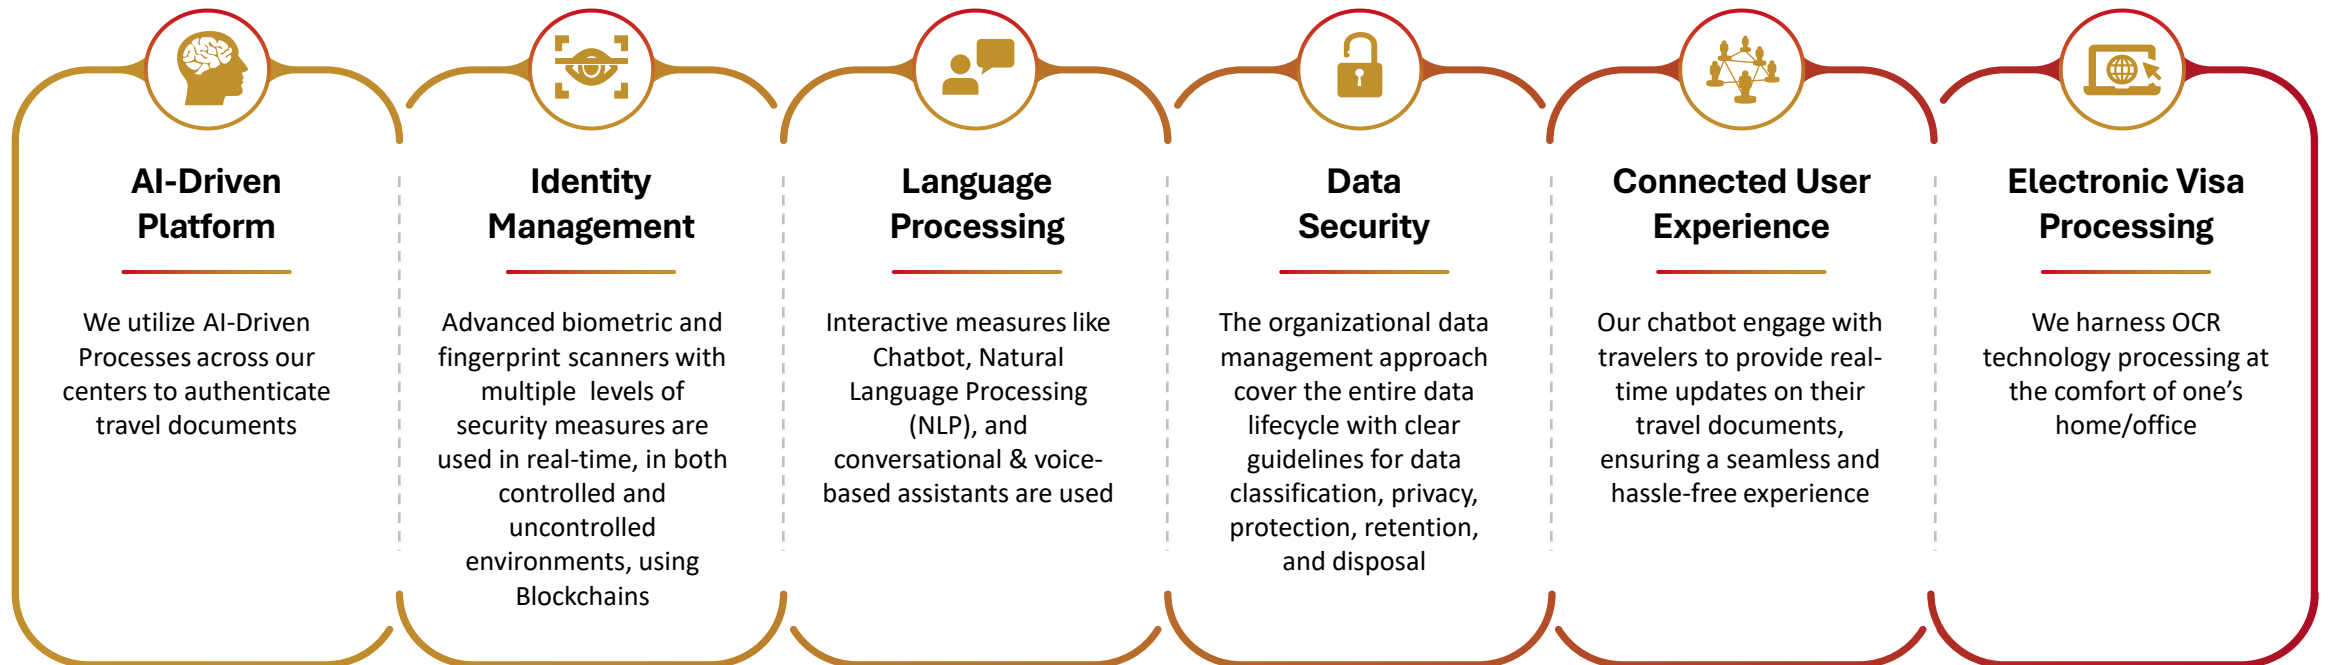 AI-Driven
Platform
We utilize AI-Driven
Processes across our
centers to authenticate
travel documents
Identity
Management
Advanced biometric and
fingerprint scanners with
multiple levels of
security measures are
used in real-time, in both
controlled and
uncontrolled
environments, using
Blockchains
Language
Processing
Interactive measures like
Chatbot, Natural
Language Processing
(NLP), and
conversational & voice-
based assistants are used
Data
Security
The organizational data
management approach
cover the entire data
lifecycle with clear
guidelines for data
classification, privacy,
protection, retention,
and disposal
Connected User
Experience
Our chatbot engage with
travelers to provide real-
time updates on their
travel documents,
ensuring a seamless and
hassle-free experience
Electronic Visa
Processing
We harness OCR
technology processing at
the comfort of one’s
home/office